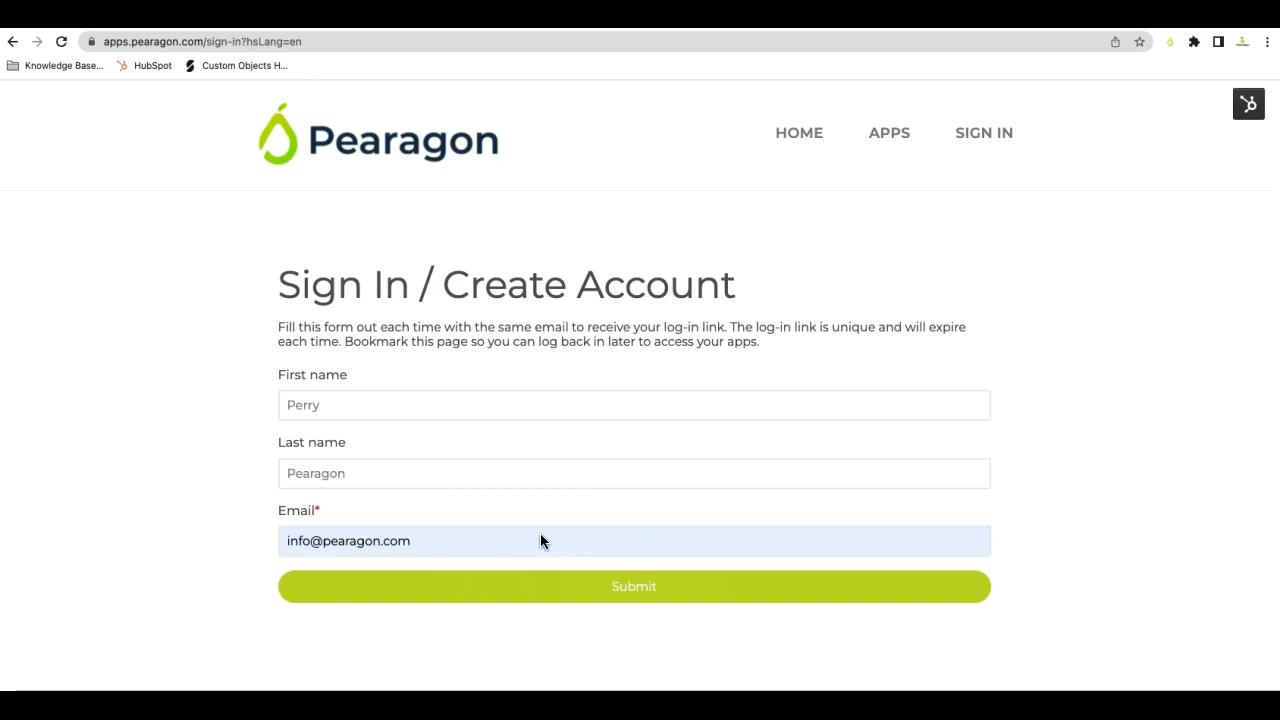 apps.pearagon.com/sign-in?hsLang=en
Knowledge Base... HubSpot Custom Objects H...
Pearagon HOME APPS SIGN IN
Sign In / Create Account
Fill this form out each time with the same email to receive your log-in link. The log-in link is unique and will expire
each time. Bookmark this page so you can log back in later to access your apps.
First name
Perry
Last name
Pearagon
Email*
info@pearagon.com
Submit